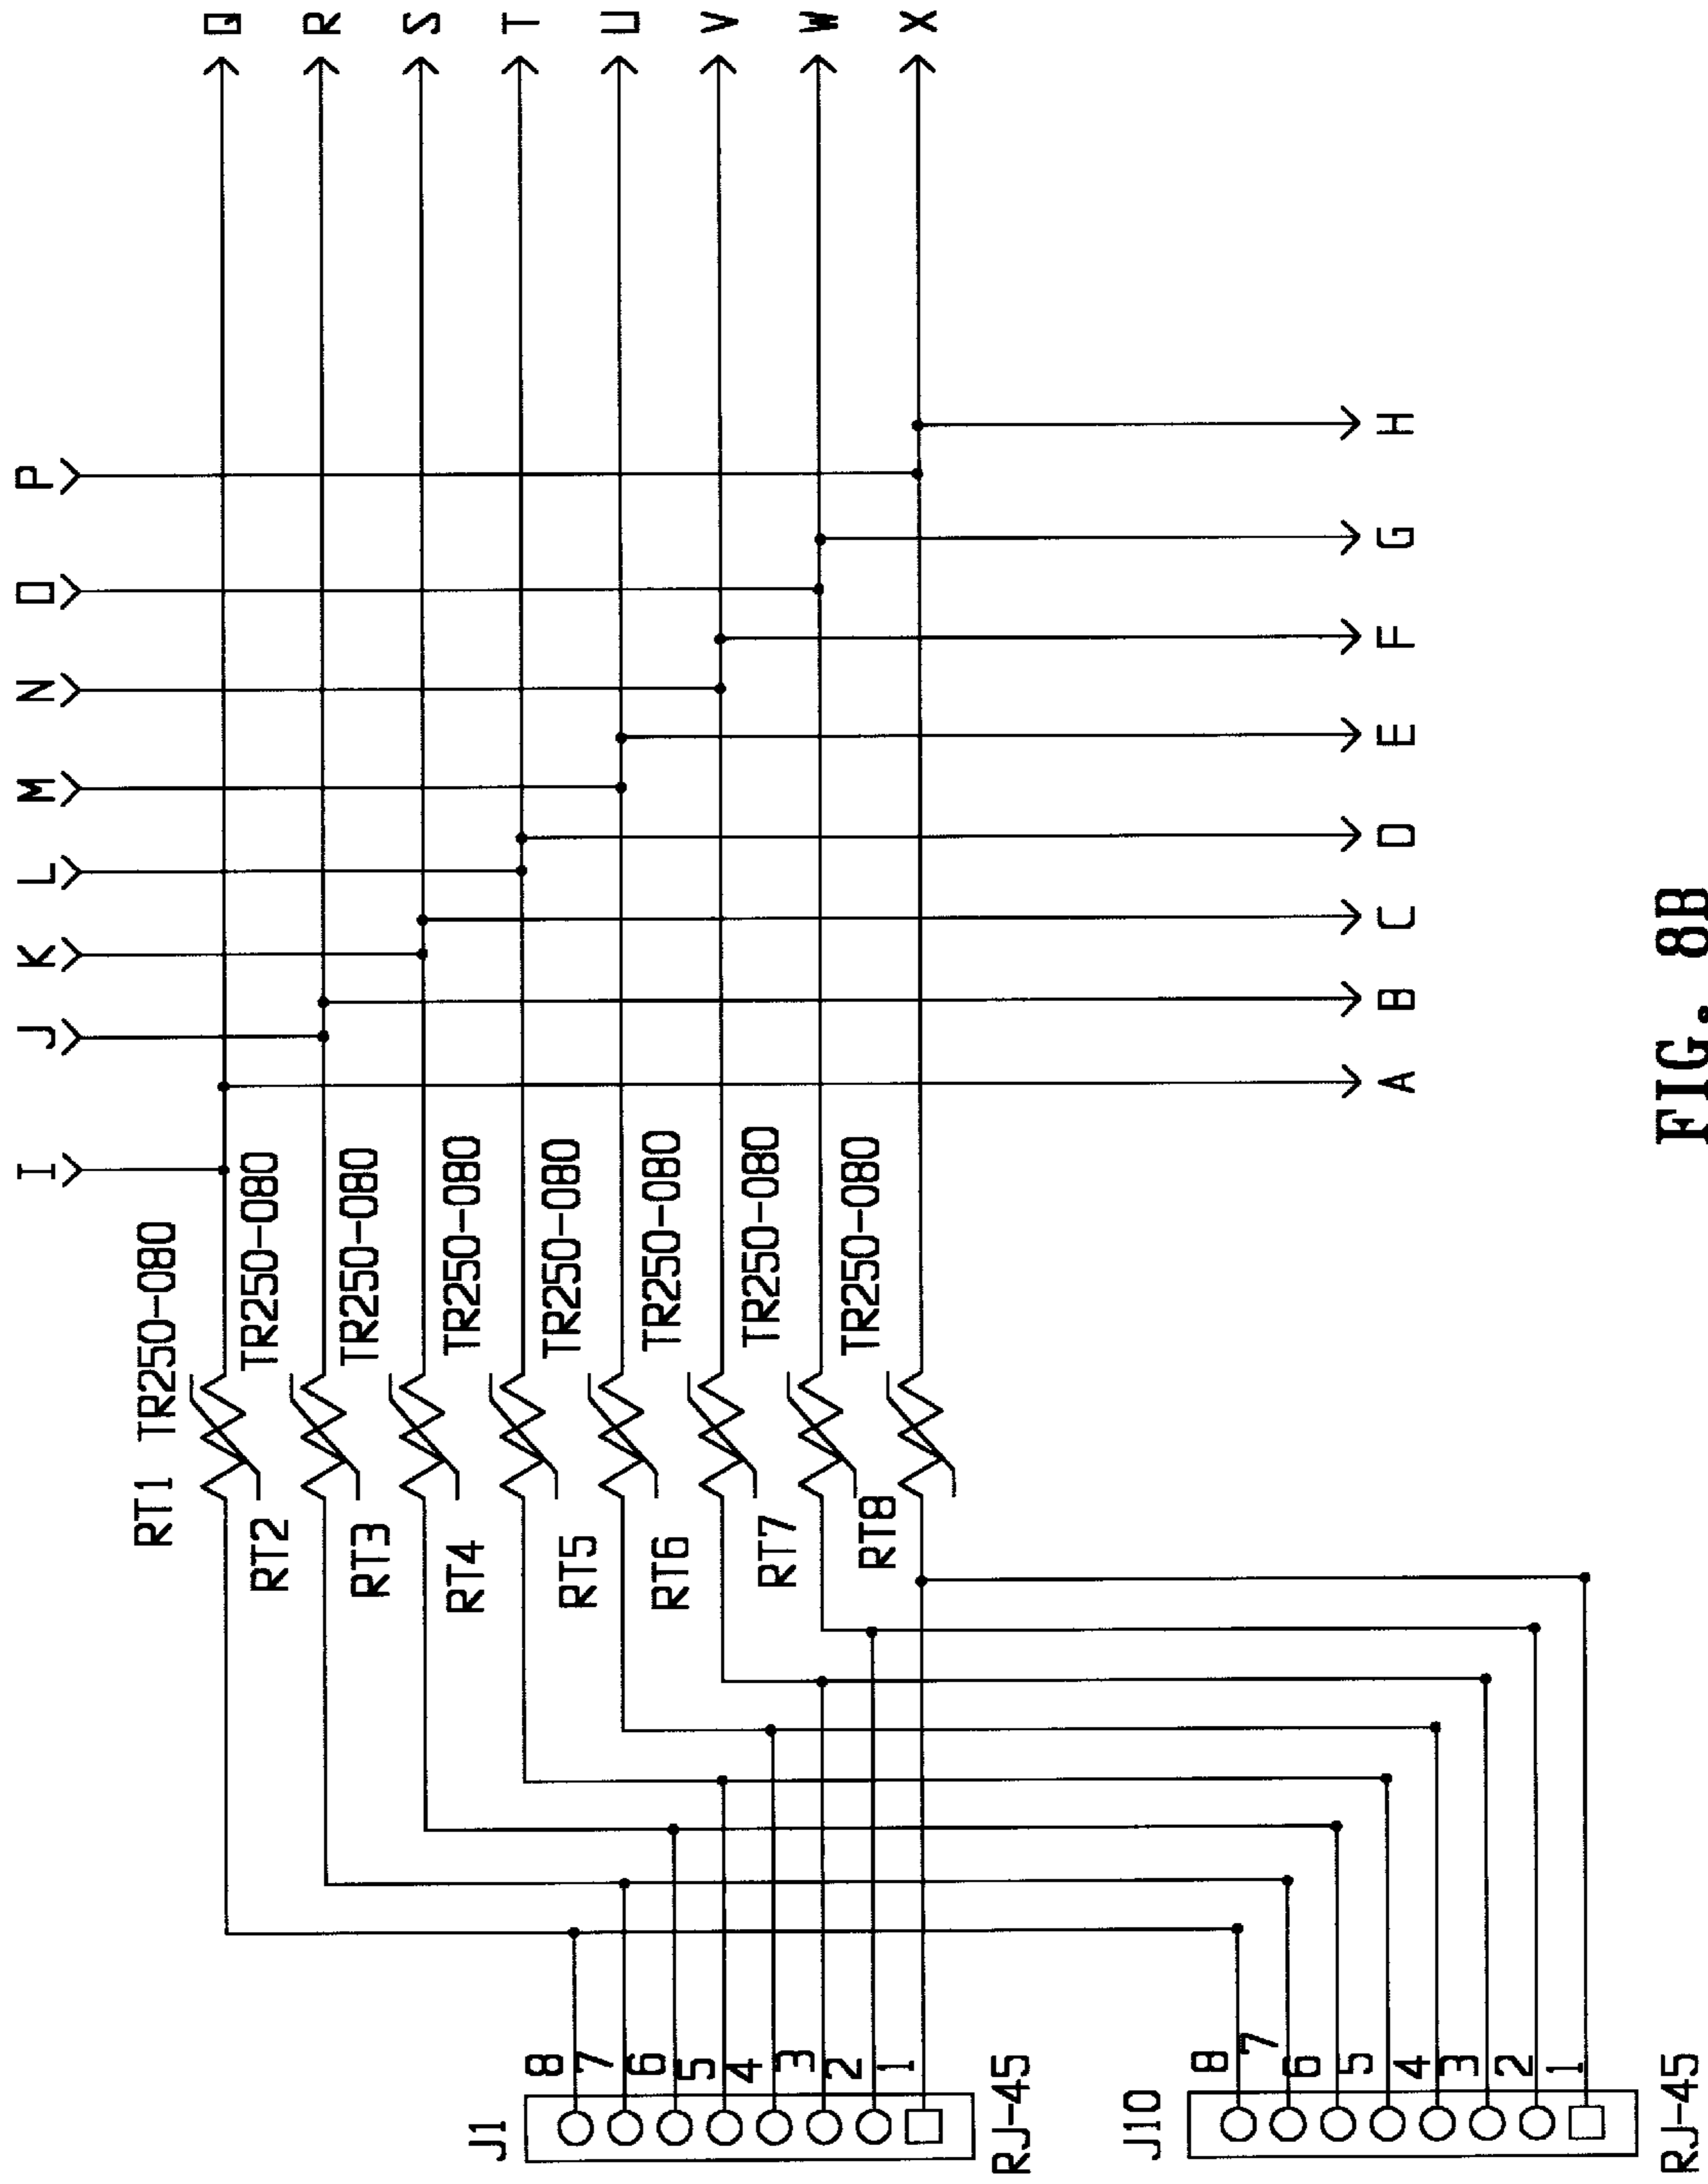 J1
8
7
6
5
4
3
2
1
RJ-45
J10
8
7
6
5
4
3
2
1
RJ-45
RT1 TR250-080
RT2 TR250-080
RT3 TR250-080
RT4 TR250-080
RT5 TR250-080
RT6 TR250-080
RT7 TR250-080
RT8 TR250-080
I
J
K
L
M
N
O
P
Q
R
S
T
U
V
W
X
A
B
C
D
E
F
G
H
FIG. 8B